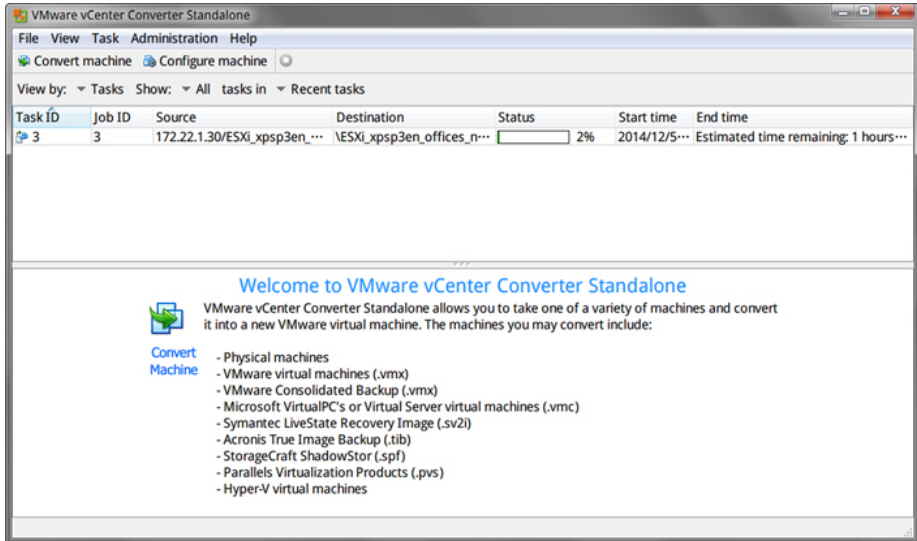 VMware vCenter Converter Standalone
File View Task Administration Help
Convert machine Configure machine
View by: Tasks Show: All tasks in Recent tasks
Task ID Job ID Source Destination Status Start time End time
3 3 172.22.1.30/ESXi_xpsp3en_··· \ESXi_xpsp3en_offices_n··· 2% 2014/12/5··· Estimated time remaining: 1 hours···
Welcome to VMware vCenter Converter Standalone
VMware vCenter Converter Standalone allows you to take one of a variety of machines and convert
it into a new VMware virtual machine. The machines you may convert include:
Convert
Machine
- Physical machines
- VMware virtual machines (.vmx)
- VMware Consolidated Backup (.vmx)
- Microsoft VirtualPC's or Virtual Server virtual machines (.vmc)
- Symantec LiveState Recovery Image (.sv2i)
- Acronis True Image Backup (.tib)
- StorageCraft ShadowStor (.spf)
- Parallels Virtualization Products (.pvs)
- Hyper-V virtual machines